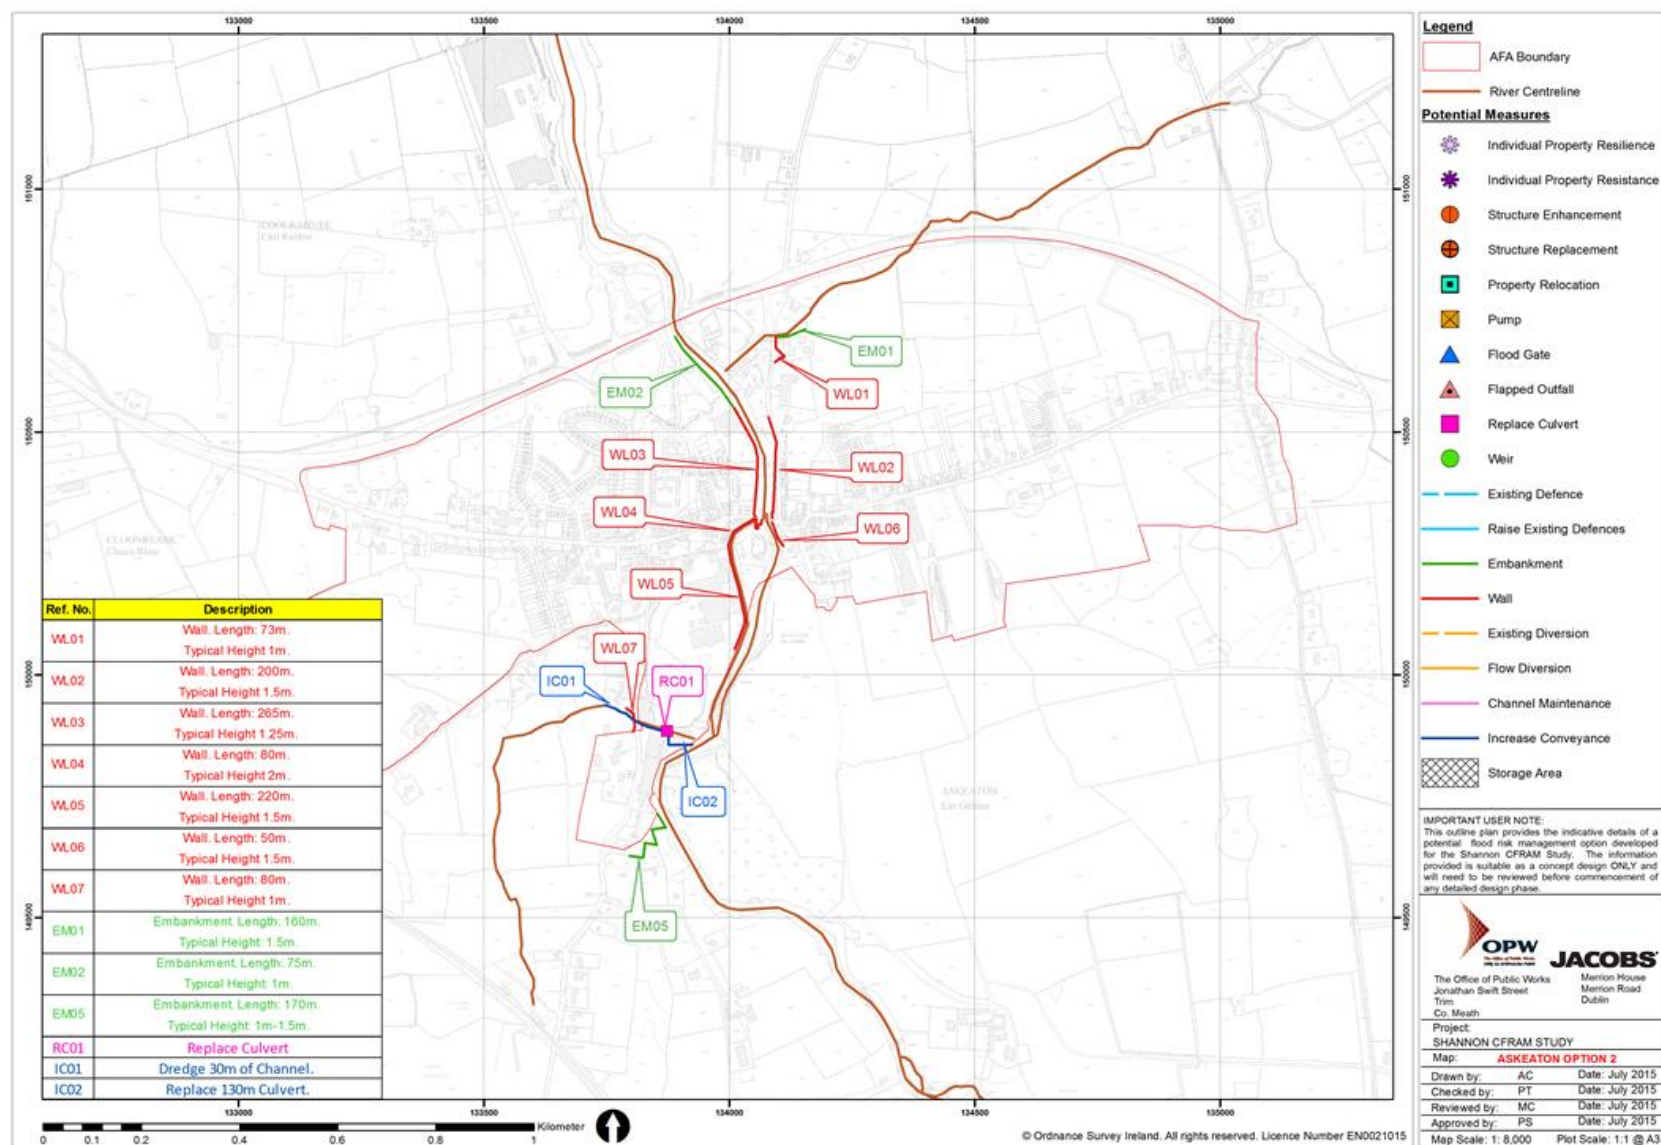 133000 133500 134000 134500 135000
151000
150500
150000
149500
151000
150500
150000
149500
COOLRAHNEE
CLOONREASK
ASKEATON
EM01
WL01
EM02
WL03
WL02
WL04
WL06
WL05
WL07
IC01
RC01
IC02
EM05
Ref. No. Description
WL01 Wall. Length: 73m.
Typical Height 1m.
WL02 Wall. Length: 200m.
Typical Height 1.5m.
WL03 Wall. Length: 265m.
Typical Height 1.25m.
WL04 Wall. Length: 80m.
Typical Height 2m.
WL05 Wall. Length: 220m.
Typical Height 1.5m.
WL06 Wall. Length: 50m.
Typical Height 1.5m.
WL07 Wall. Length: 80m.
Typical Height 1m.
EM01 Embankment. Length: 160m.
Typical Height: 1.5m.
EM02 Embankment. Length: 75m.
Typical Height: 1m.
EM05 Embankment. Length: 170m.
Typical Height: 1m-1.5m.
RC01 Replace Culvert
IC01 Dredge 30m of Channel.
IC02 Replace 130m Culvert.
133000 133500 134000 134500 135000
Kilometer
0 0.1 0.2 0.4 0.6 0.8 1
© Ordnance Survey Ireland. All rights reserved. Licence Number EN0021015
Legend
AFA Boundary
River Centreline
Potential Measures
Individual Property Resilience
Individual Property Resistance
Structure Enhancement
Structure Replacement
Property Relocation
Pump
Flood Gate
Flapped Outfall
Replace Culvert
Weir
Existing Defence
Raise Existing Defences
Embankment
Wall
Existing Diversion
Flow Diversion
Channel Maintenance
Increase Conveyance
Storage Area
IMPORTANT USER NOTE:
This outline plan provides the indicative details of a
potential flood risk management option developed
for the Shannon CFRAM Study. The information
provided is suitable as a concept design ONLY and
will need to be reviewed before commencement of
any detailed design phase.
OPW
JACOBS
The Office of Public Works
Jonathan Swift Street
Trim
Co. Meath
Merrion House
Merrion Road
Dublin
Project:
SHANNON CFRAM STUDY
Map: ASKEATON OPTION 2
Drawn by: AC Date: July 2015
Checked by: PT Date: July 2015
Reviewed by: MC Date: July 2015
Approved by: PS Date: July 2015
Map Scale: 1: 8,000 Plot Scale: 1:1 @ A3